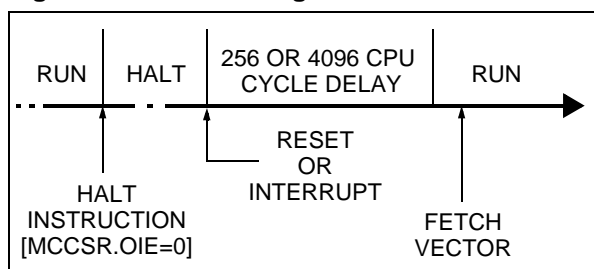 RUN
HALT
256 OR 4096 CPU
CYCLE DELAY
RUN
RESET
OR
INTERRUPT
HALT
INSTRUCTION
[MCCSR.OIE=0]
FETCH
VECTOR